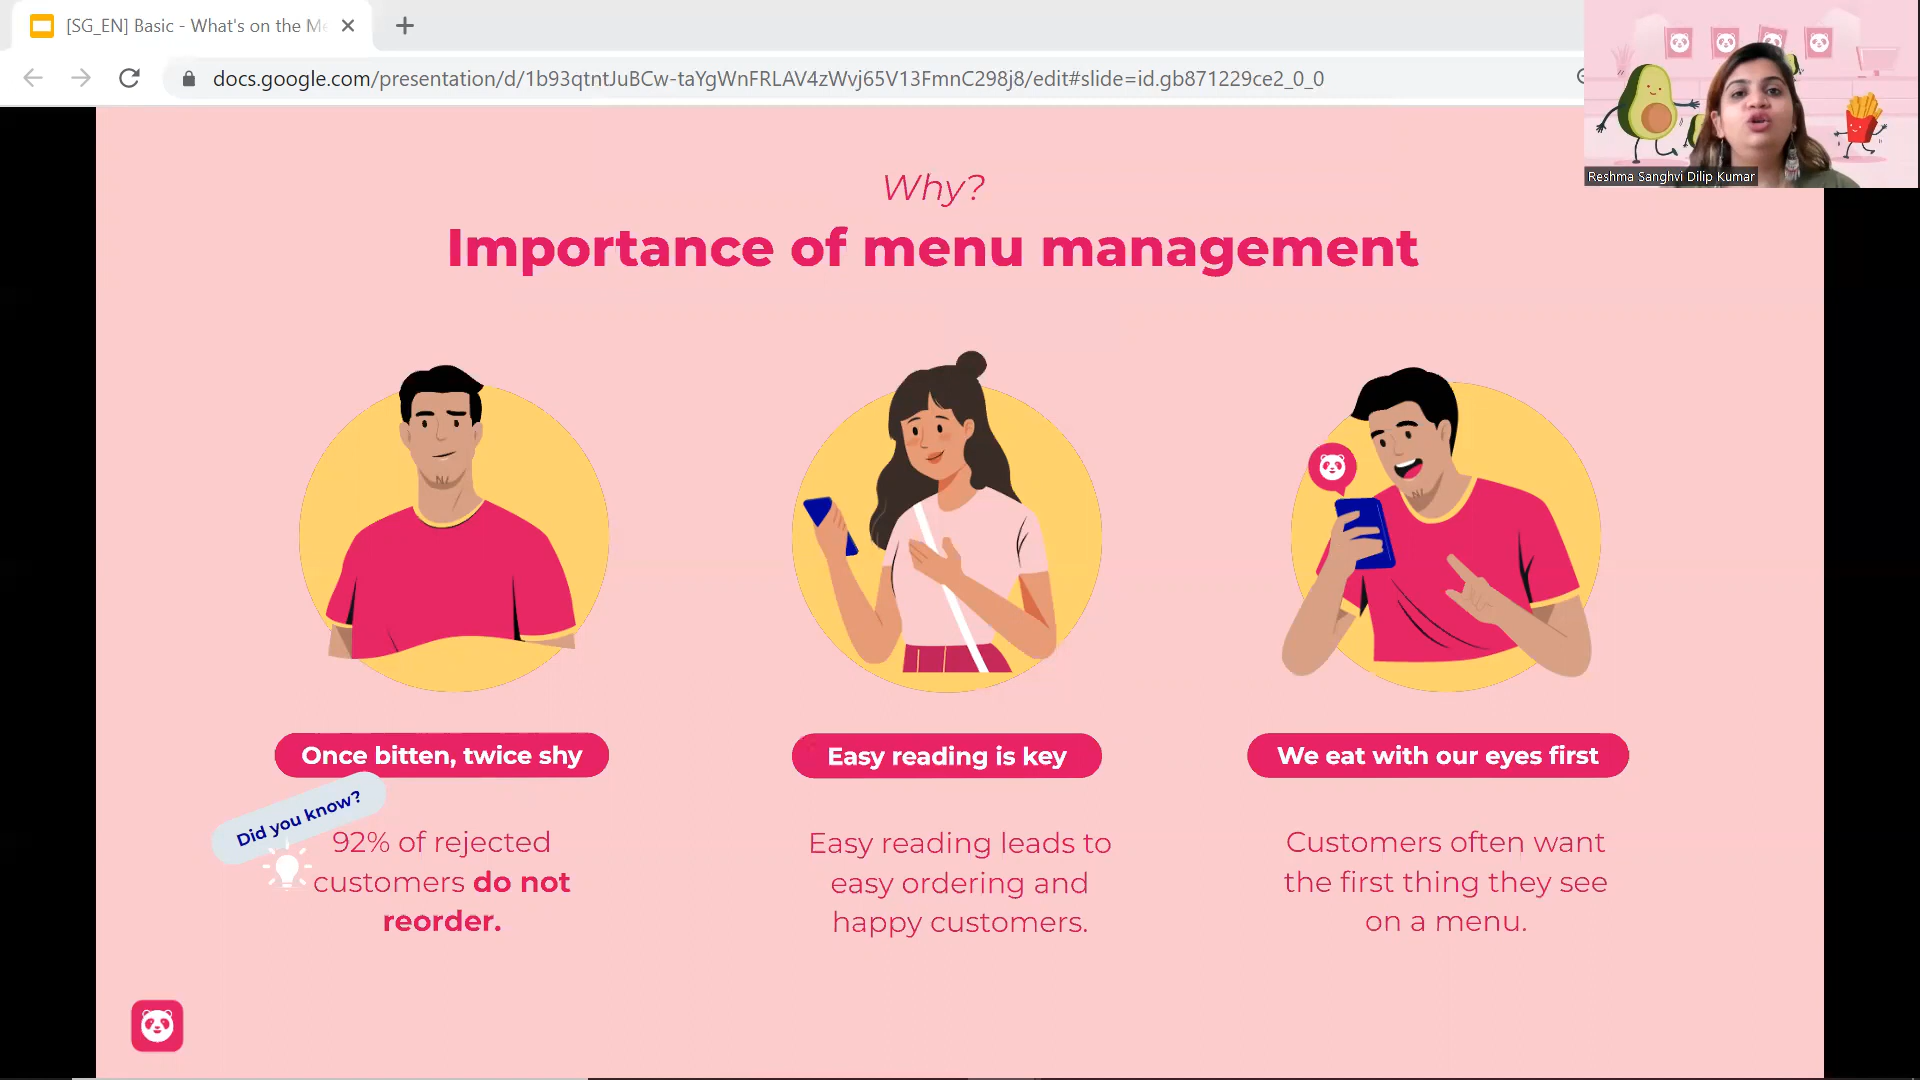 [SG_EN] Basic - What's on the Me
docs.google.com/presentation/d/1b93qtntJuBCw-taYgWnFRLAV4zWvj65V13FmnC298j8/edit#slide=id.gb871229ce2_0_0
Reshma Sanghvi Dilip Kumar
Why?
Importance of menu management
Once bitten, twice shy
Did you know?
92% of rejected
customers do not
reorder.
Easy reading is key
Easy reading leads to
easy ordering and
happy customers.
We eat with our eyes first
Customers often want
the first thing they see
on a menu.